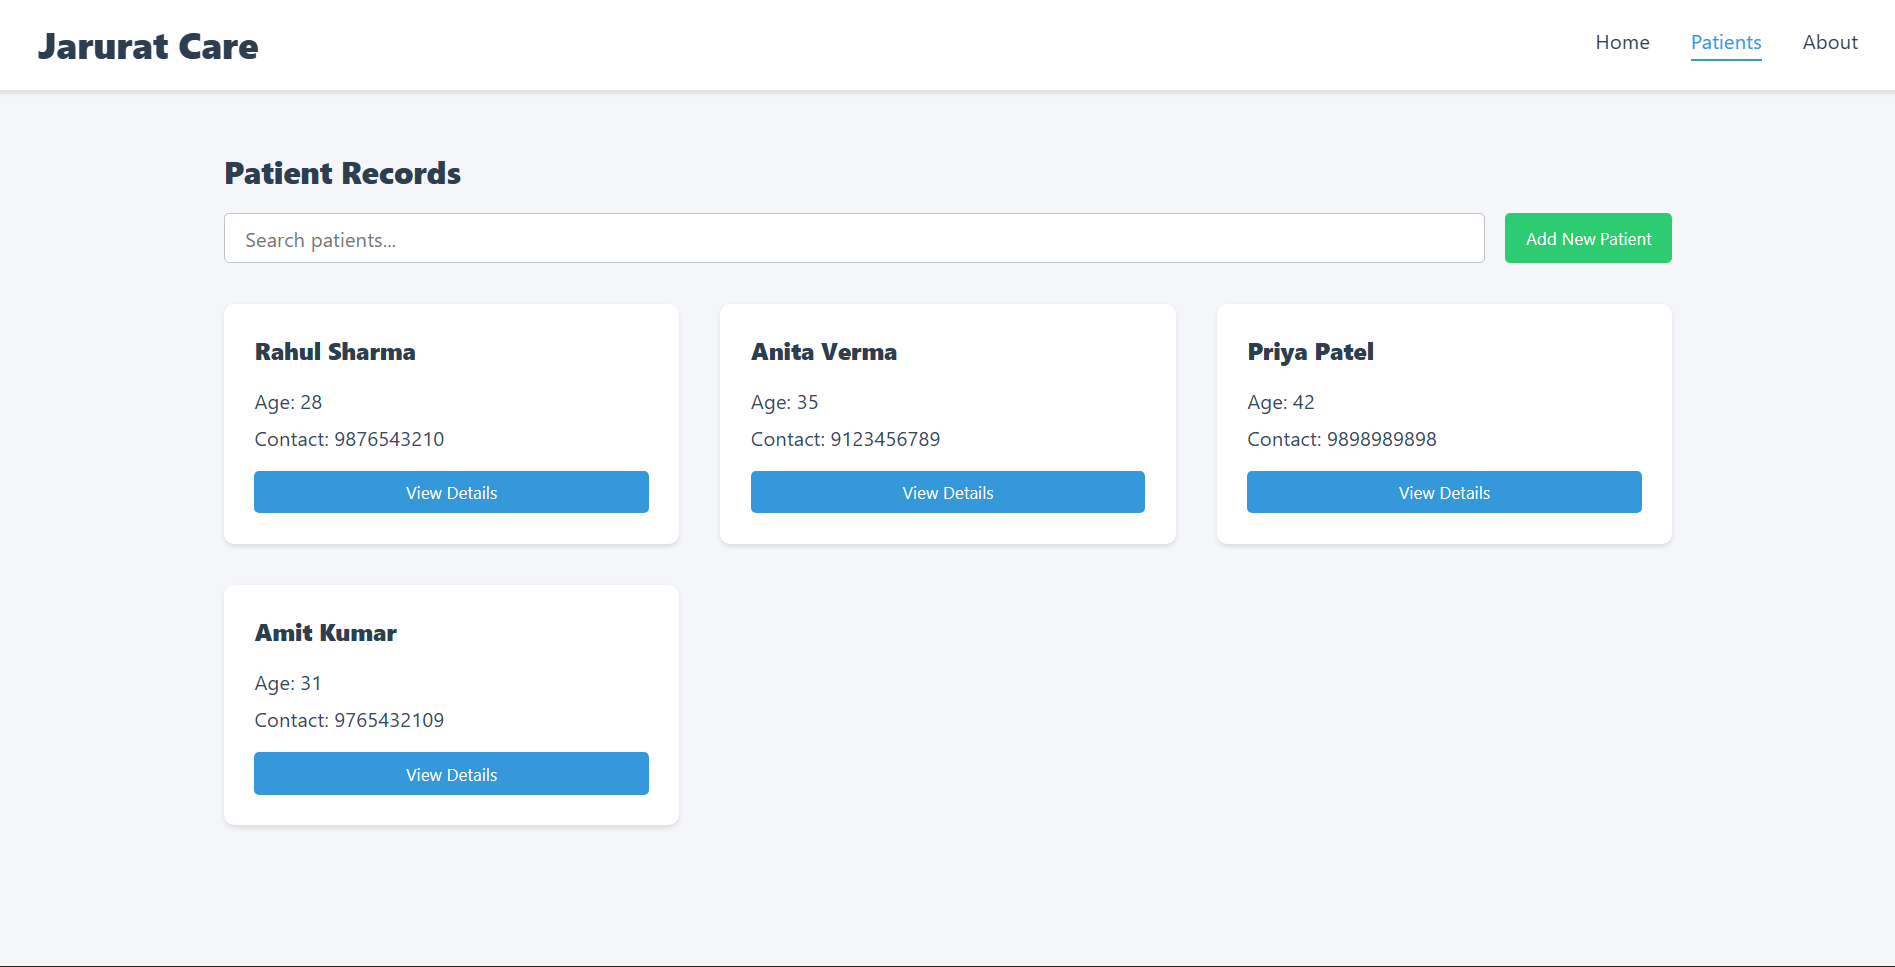 Jarurat Care
Home Patients About
Patient Records
Search patients...
Add New Patient
Rahul Sharma
Age: 28
Contact: 9876543210
View Details
Anita Verma
Age: 35
Contact: 9123456789
View Details
Priya Patel
Age: 42
Contact: 9898989898
View Details
Amit Kumar
Age: 31
Contact: 9765432109
View Details